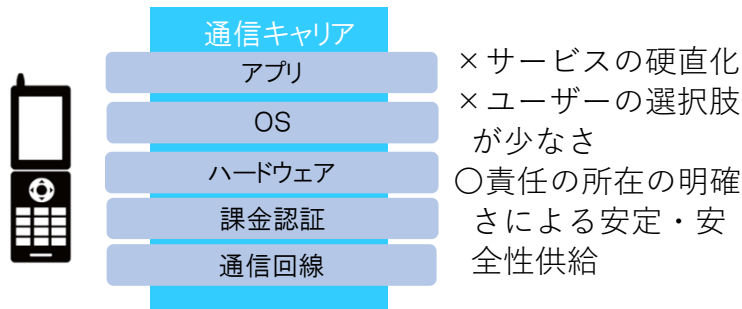 通信キャリア
アプリ
OS
ハードウェア
課金認証
通信回線
×サービスの硬直化
×ユーザーの選択肢
が少なさ
〇責任の所在の明確
さによる安定・安
全性供給